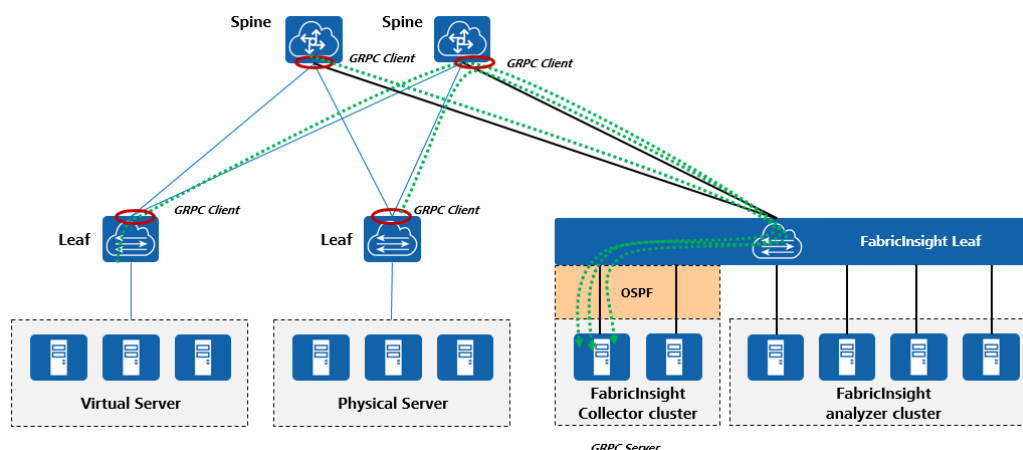 Spine
Spine
GRPC Client
GRPC Client
GRPC Client
GRPC Client
Leaf
Leaf
FabricInsight Leaf
OSPF
Virtual Server
Physical Server
FabricInsight
Collector cluster
FabricInsight
analyzer cluster
GRPC Server